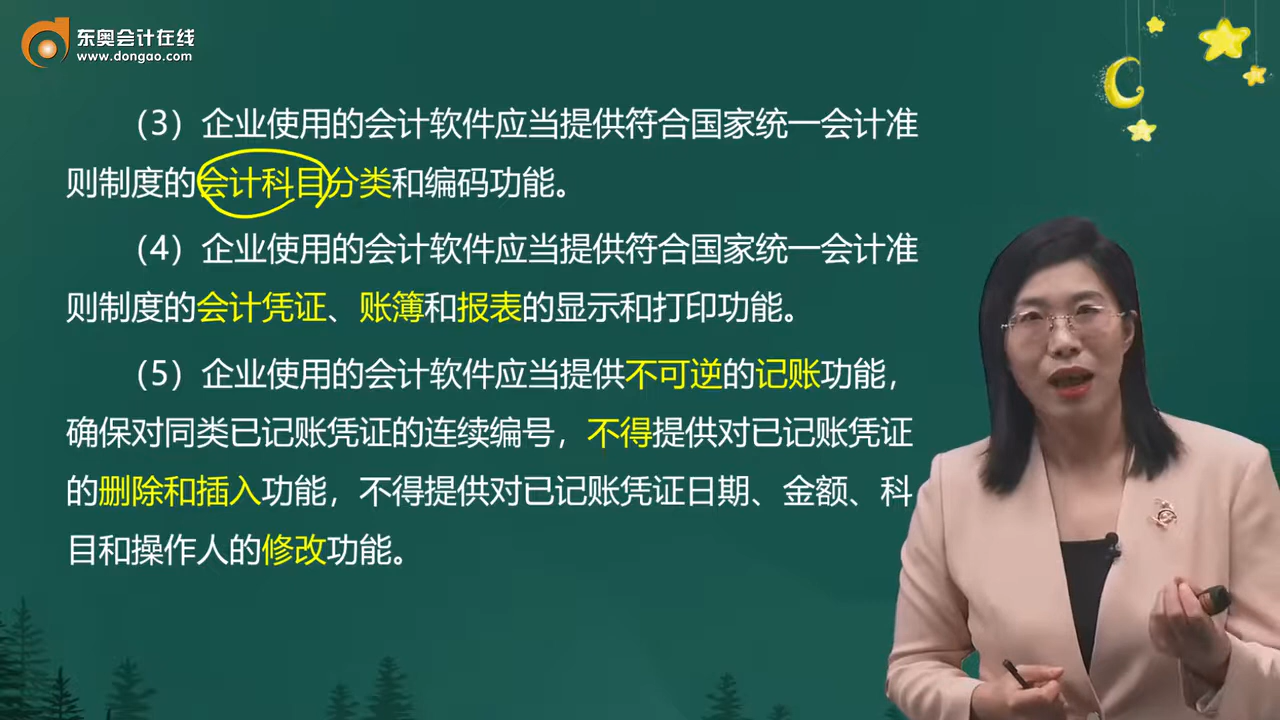 东奥会计在线
www.dongao.com
（3）企业使用的会计软件应当提供符合国家统一会计准
则制度的会计科目分类和编码功能。
（4）企业使用的会计软件应当提供符合国家统一会计准
则制度的会计凭证、账簿和报表的显示和打印功能。
（5）企业使用的会计软件应当提供不可逆的记账功能，
确保对同类已记账凭证的连续编号，不得提供对已记账凭证
的删除和插入功能，不得提供对已记账凭证日期、金额、科
目和操作人的修改功能。